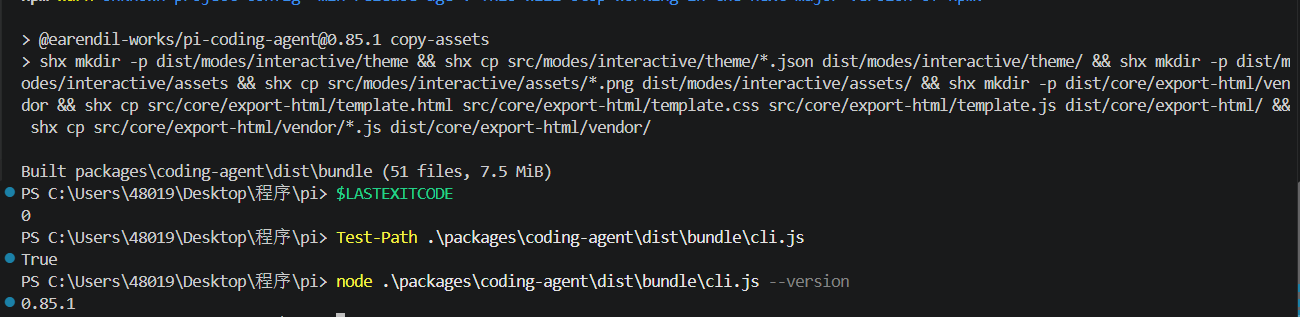 > @earendil-works/pi-coding-agent@0.85.1 copy-assets
> shx mkdir -p dist/modes/interactive/theme && shx cp src/modes/interactive/theme/*.json dist/modes/interactive/theme/ && shx mkdir -p dist/m
odes/interactive/assets && shx cp src/modes/interactive/assets/*.png dist/modes/interactive/assets/ && shx mkdir -p dist/core/export-html/ven
dor && shx cp src/core/export-html/template.html src/core/export-html/template.css src/core/export-html/template.js dist/core/export-html/ &&
shx cp src/core/export-html/vendor/*.js dist/core/export-html/vendor/
Built packages\coding-agent\dist\bundle (51 files, 7.5 MiB)
PS C:\Users\48019\Desktop\程序\pi> $LASTEXITCODE
0
PS C:\Users\48019\Desktop\程序\pi> Test-Path .\packages\coding-agent\dist\bundle\cli.js
True
PS C:\Users\48019\Desktop\程序\pi> node .\packages\coding-agent\dist\bundle\cli.js --version
0.85.1
PS C:\Users\48019\Desktop\程序\pi>